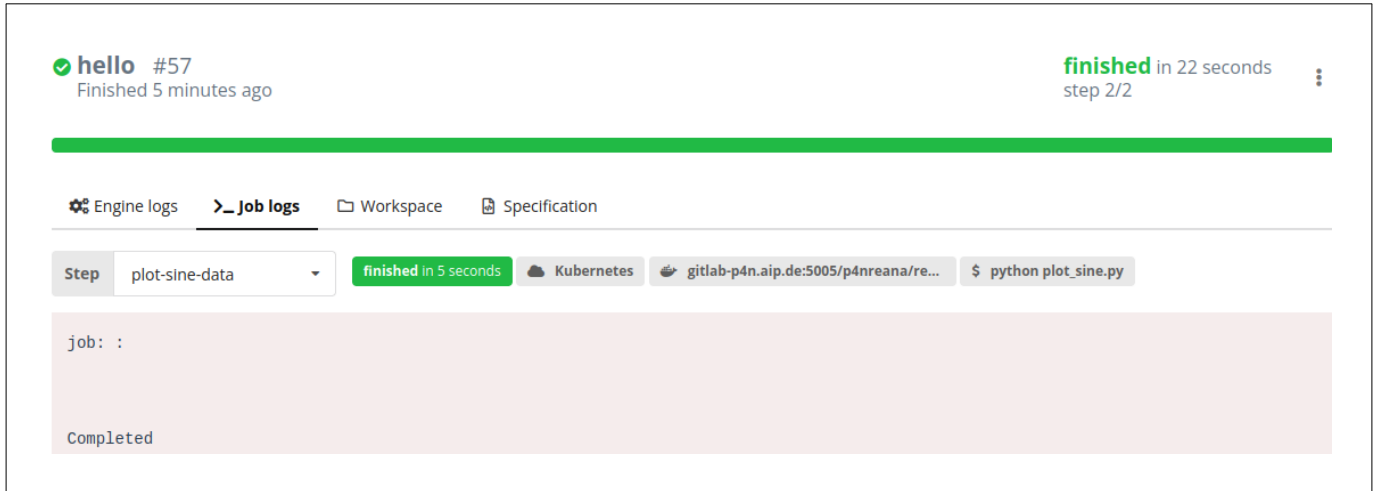 hello #57
Finished 5 minutes ago
finished in 22 seconds
step 2/2
Engine logs
Job logs
Workspace
Specification
Step
plot-sine-data
finished in 5 seconds
Kubernetes
gitlab-p4n.aip.de:5005/p4nreana/re...
$ python plot_sine.py
job: :
Completed